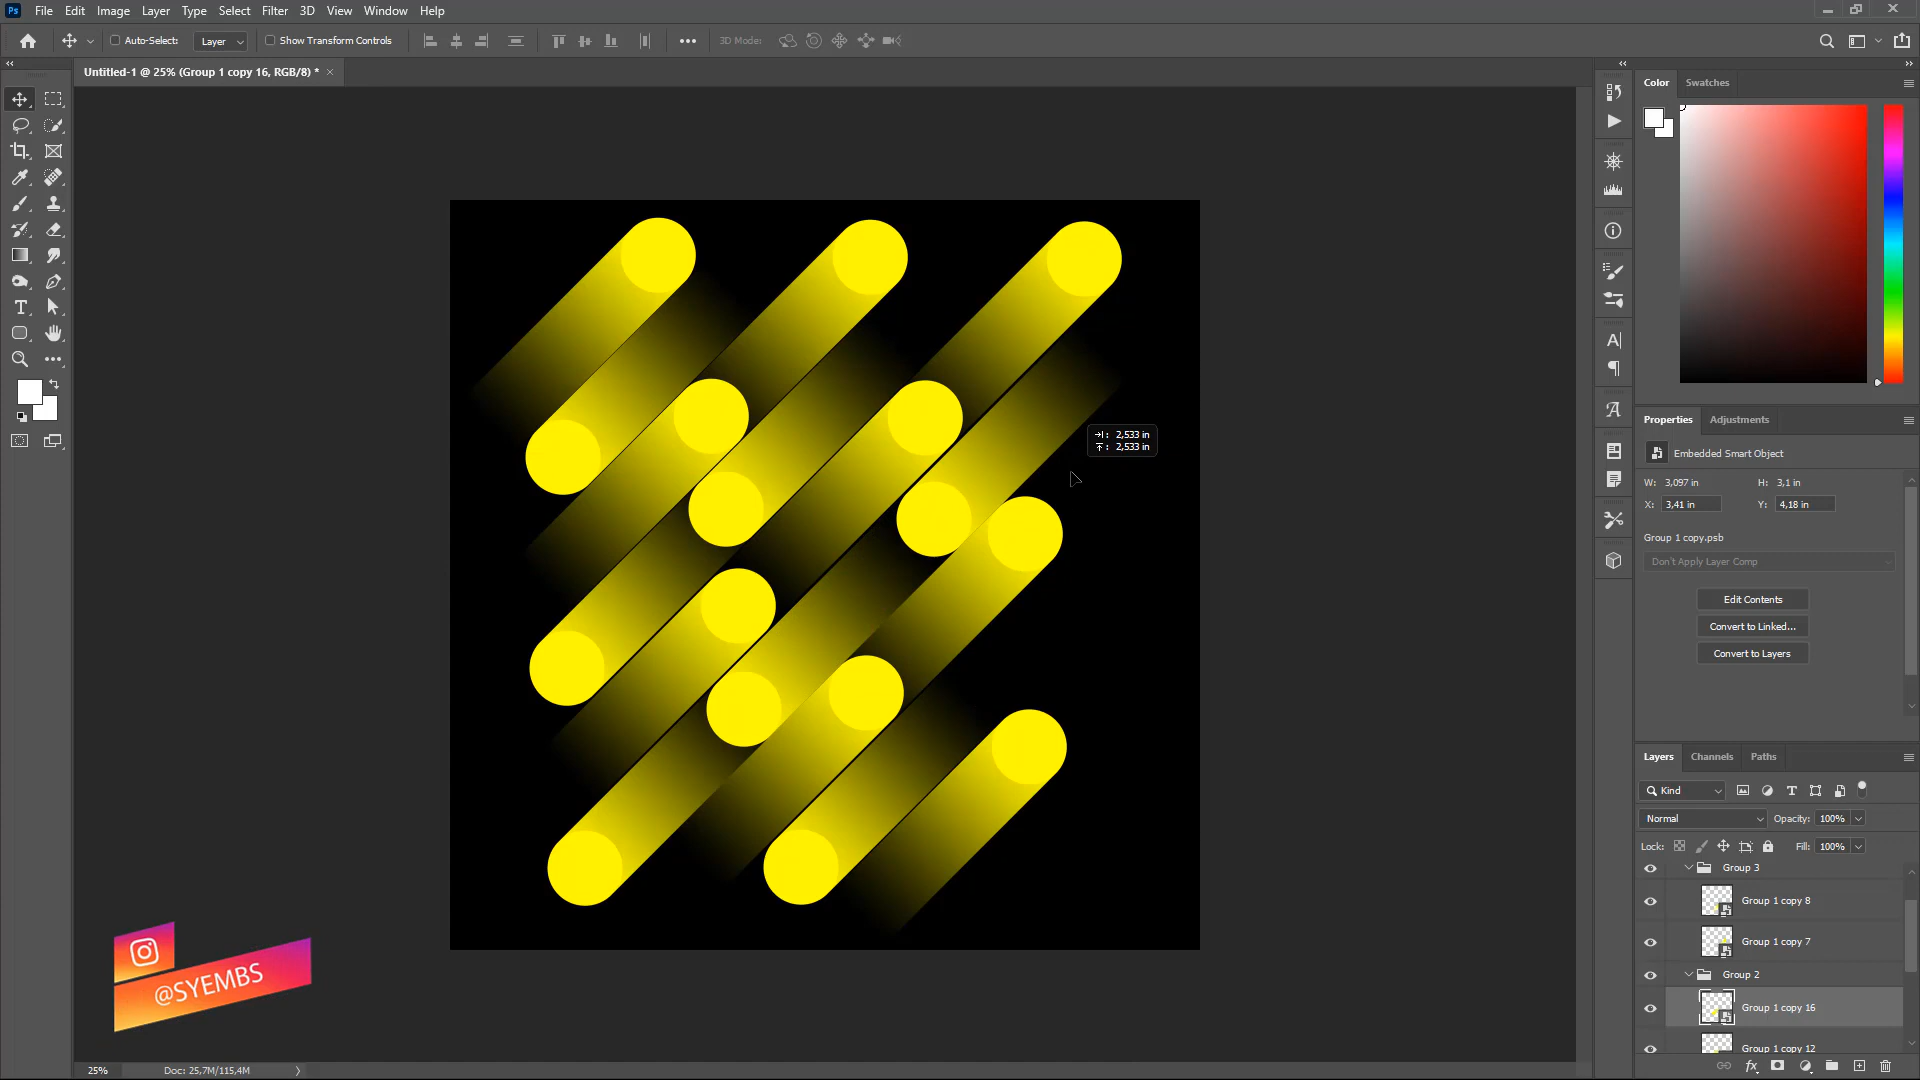 Ps File Edit Image Layer Type Select Filter 3D View Window Help
Auto-Select: Layer Show Transform Controls 3D Mode:
Untitled-1 @ 25% (Group 1 copy 16, RGB/8) *
Color Swatches
Properties Adjustments
Embedded Smart Object
W: 3,097 in H: 3,1 in
X: 3,41 in Y: 4,18 in
Group 1 copy.psb
Don't Apply Layer Comp
Edit Contents
Convert to Linked...
Convert to Layers
2,533 in
2,533 in
Layers Channels Paths
Kind
Normal Opacity: 100%
Lock: Fill: 100%
Group 3
Group 1 copy 8
Group 1 copy 7
Group 2
Group 1 copy 16
Group 1 copy 12
@SYEMBS
25% Doc: 25,7M/115,4M